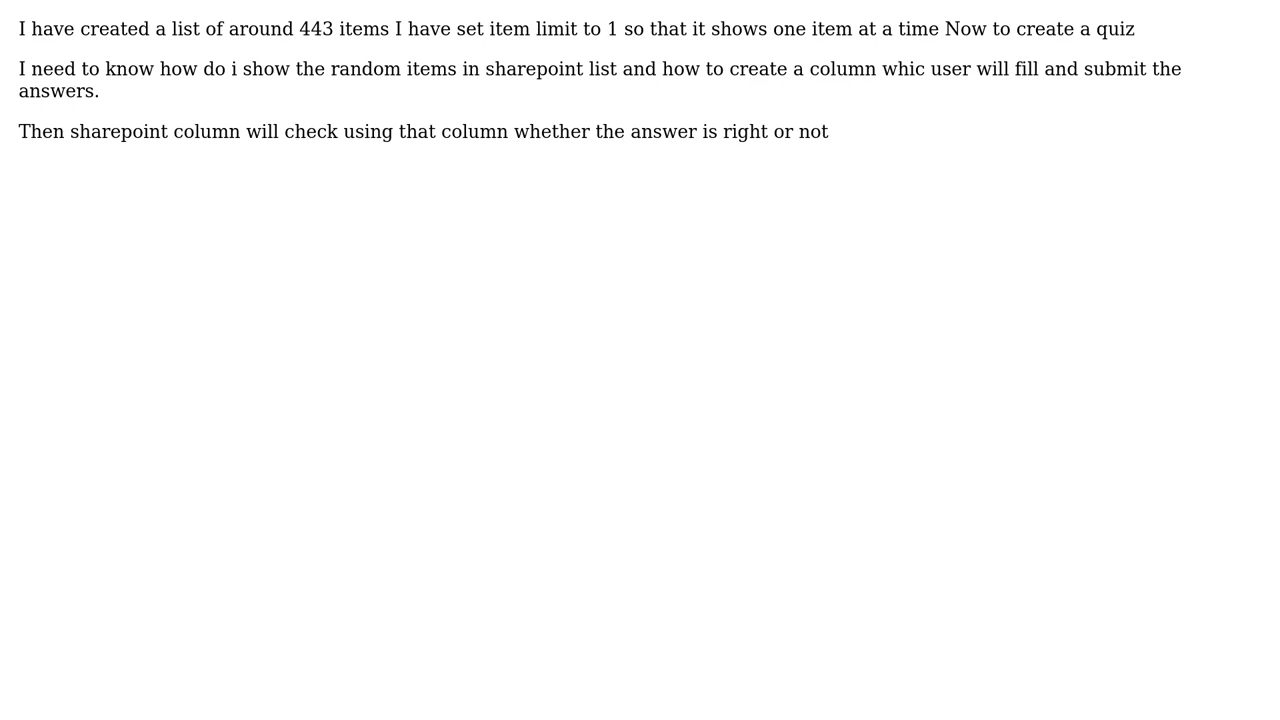 I have created a list of around 443 items I have set item limit to 1 so that it shows one item at a time Now to create a quiz
I need to know how do i show the random items in sharepoint list and how to create a column whic user will fill and submit the
answers.
Then sharepoint column will check using that column whether the answer is right or not